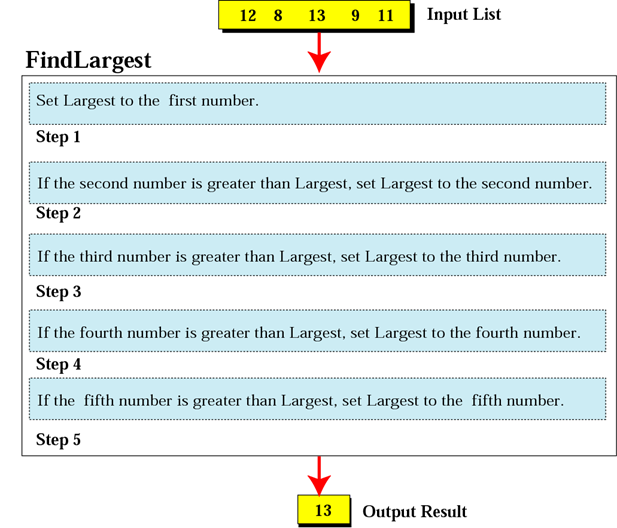 12 8 13 9 11 Input List
FindLargest
Set Largest to the first number.
Step 1
If the second number is greater than Largest, set Largest to the second number.
Step 2
If the third number is greater than Largest, set Largest to the third number.
Step 3
If the fourth number is greater than Largest, set Largest to the fourth number.
Step 4
If the fifth number is greater than Largest, set Largest to the fifth number.
Step 5
13 Output Result